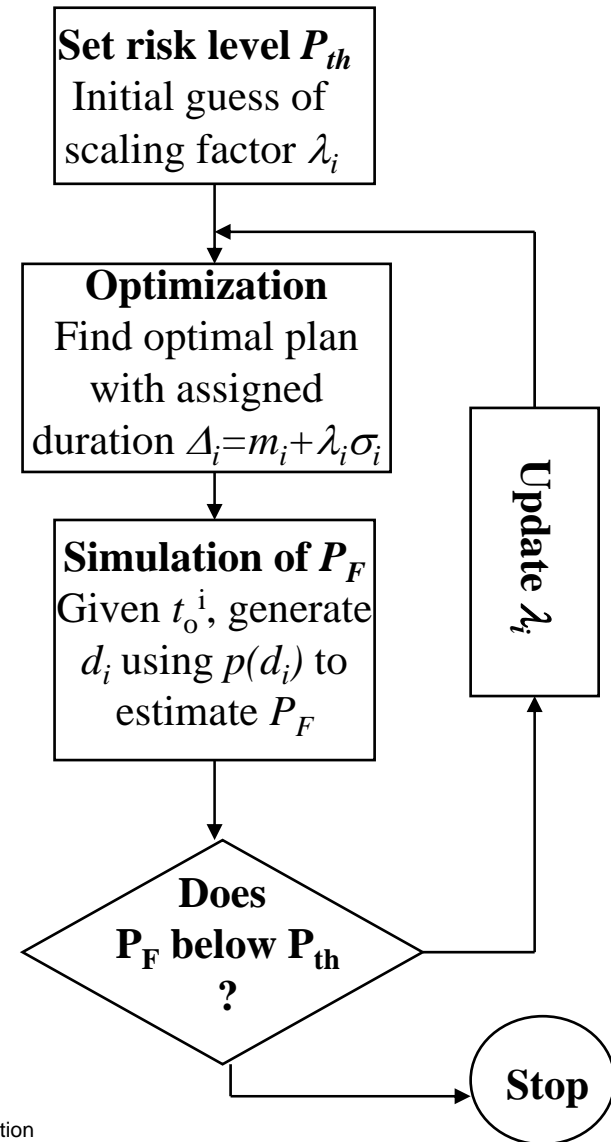 Set risk level P_th
Initial guess of
scaling factor λ_i
Optimization
Find optimal plan
with assigned
duration Δ_i=m_i+λ_iσ_i
Simulation of P_F
Given t_o^i, generate
d_i using p(d_i) to
estimate P_F
Update λ_i
Does
P_F below P_th
?
Stop
tion